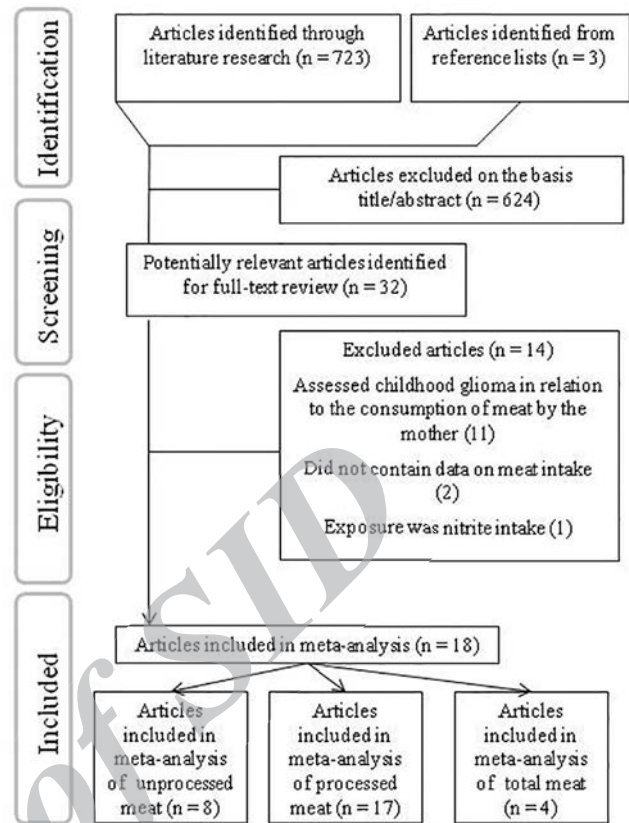 Identification
Articles identified through
literature research (n = 723)
Articles identified from
reference lists (n = 3)
Articles excluded on the basis
title/abstract (n = 624)
Screening
Potentially relevant articles identified
for full-text review (n = 32)
Eligibility
Excluded articles (n = 14)
Assessed childhood glioma in relation
to the consumption of meat by the
mother (11)
Did not contain data on meat intake
(2)
Exposure was nitrite intake (1)
Included
Articles included in meta-analysis (n = 18)
Articles
included in
meta-analysis
of unprocessed
meat (n = 8)
Articles
included in
meta-analysis
of processed
meat (n = 17)
Articles
included in
meta-analysis
of total meat
(n = 4)
of SID